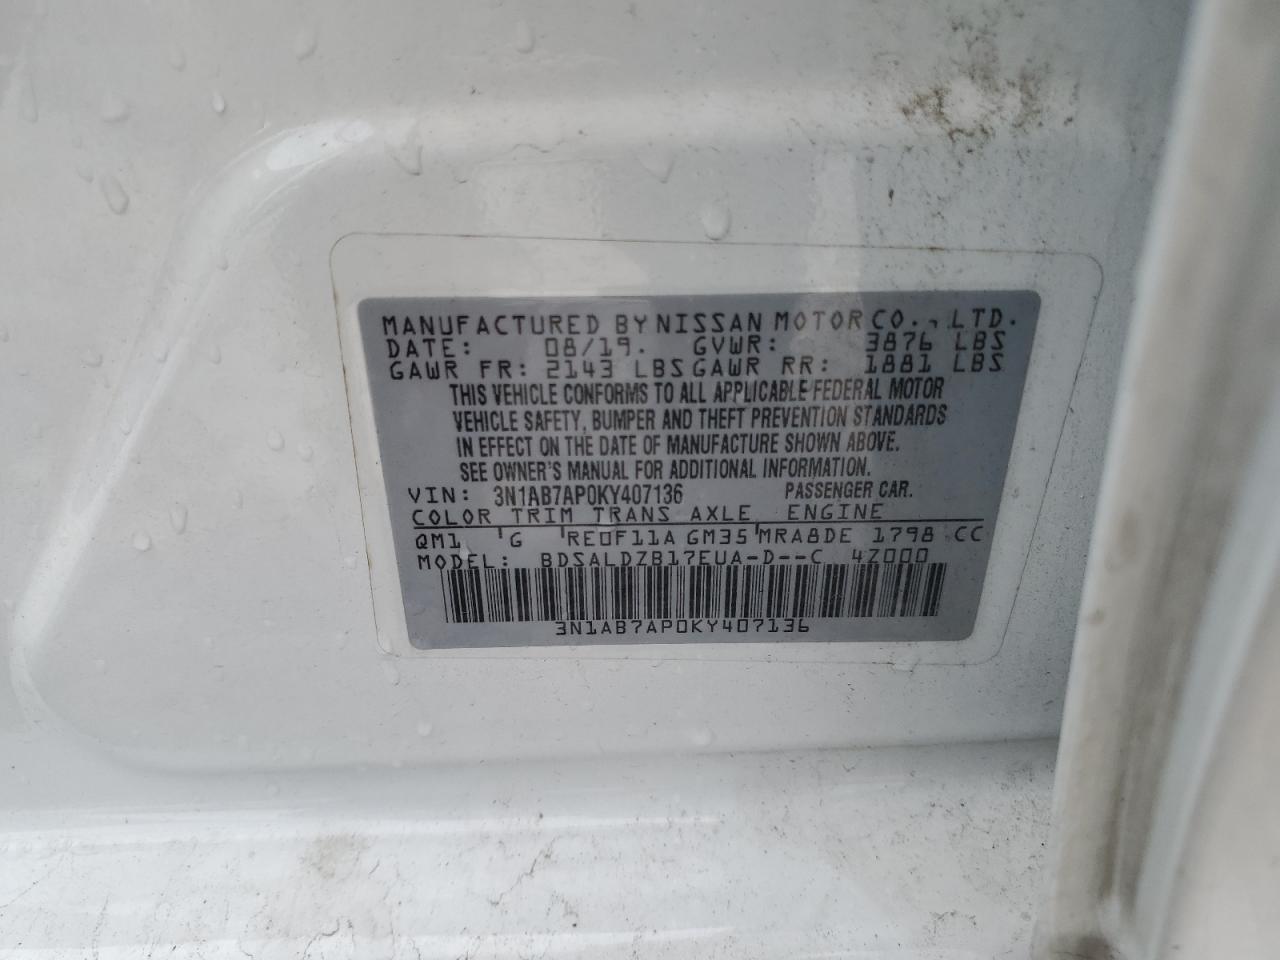 MANUFACTURED BY NISSAN MOTOR CO., LTD.
DATE: 08/19. GVWR: 3876 LBS
GAWR FR: 2143 LBS GAWR RR: 1881 LBS
THIS VEHICLE CONFORMS TO ALL APPLICABLE FEDERAL MOTOR
VEHICLE SAFETY, BUMPER AND THEFT PREVENTION STANDARDS
IN EFFECT ON THE DATE OF MANUFACTURE SHOWN ABOVE.
SEE OWNER'S MANUAL FOR ADDITIONAL INFORMATION.
VIN: 3N1AB7AP0KY407136 PASSENGER CAR.
COLOR TRIM TRANS AXLE ENGINE
QM1 G RE0F11A GM35 MRA8DE 1798 CC
MODEL: BDSALDZB17EUA-D--C 4Z000
3N1AB7AP0KY407136